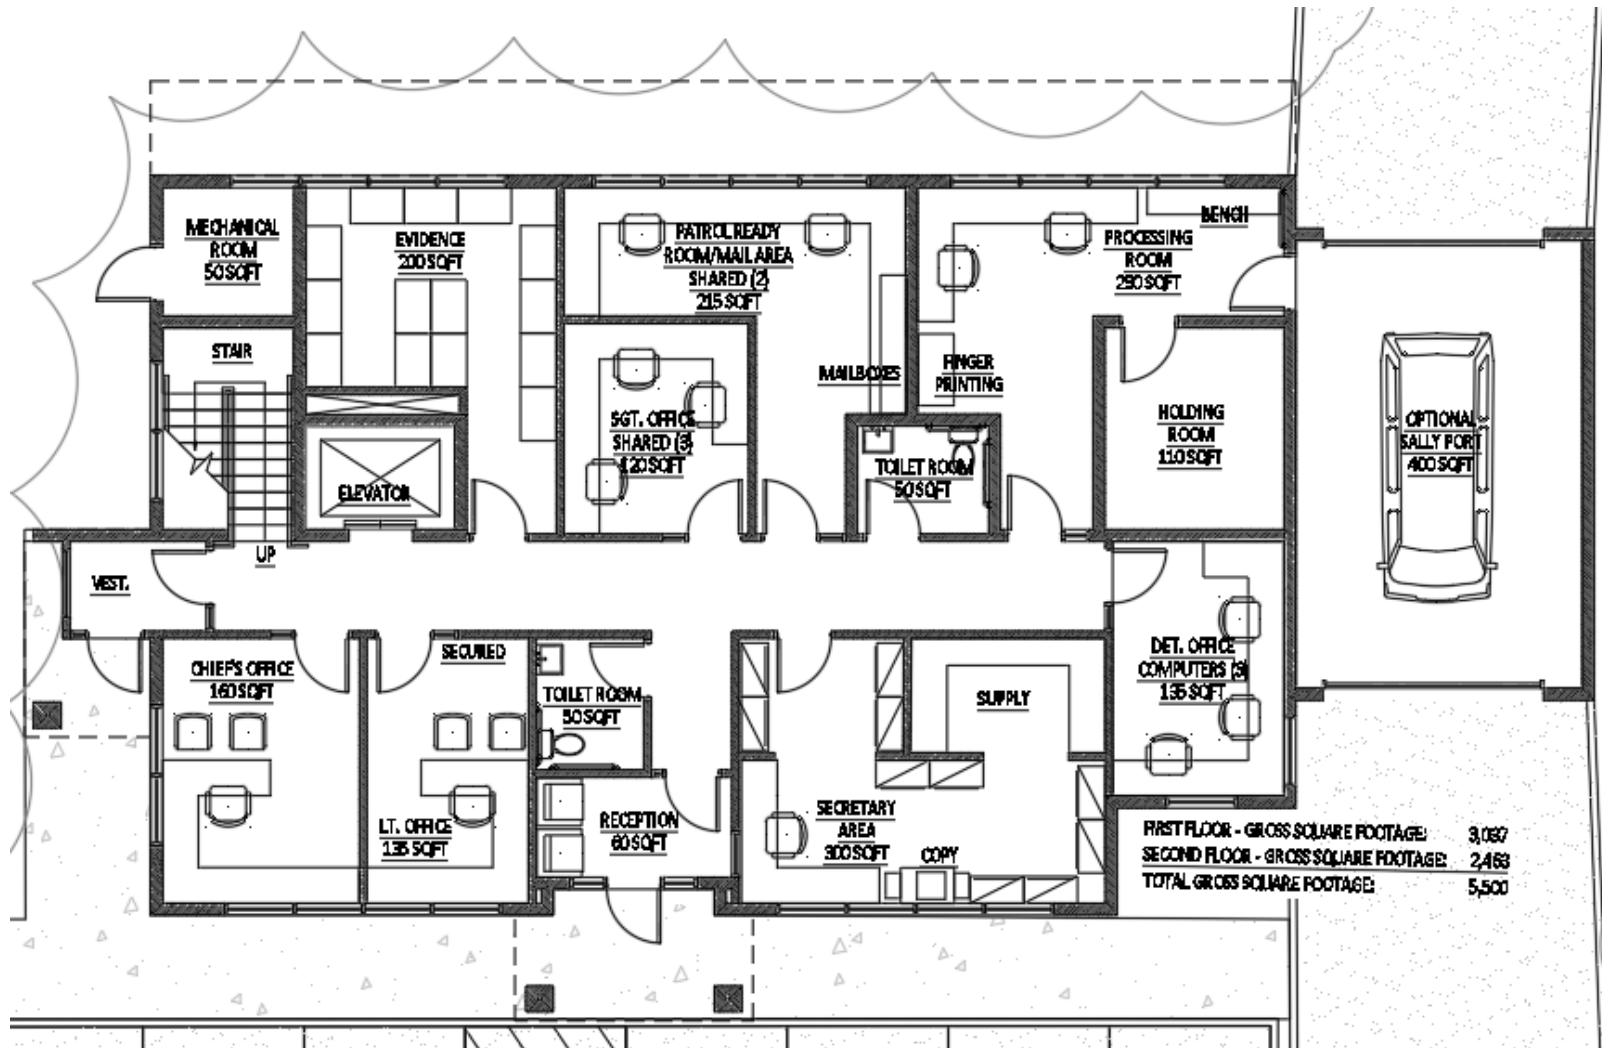 MECHANICAL
ROOM
50 SQFT
EVIDENCE
200 SQFT
PATROL READY
ROOM/MAIL AREA
SHARED (2)
215 SQFT
BENCH
PROCESSING
ROOM
290 SQFT
STAIR
MAILBOXES
FINGER
PRINTING
SGT. OFFICE
SHARED (3)
120 SQFT
HOLDING
ROOM
110 SQFT
OPTIONAL
SALLY PORT
400 SQFT
TOILET ROOM
50 SQFT
ELEVATOR
UP
VEST.
CHIEF'S OFFICE
160 SQFT
SECURED
TOILET ROOM
50 SQFT
SUPPLY
DET. OFFICE
COMPUTERS (3)
135 SQFT
LT. OFFICE
135 SQFT
RECEPTION
60 SQFT
SECRETARY
AREA
300 SQFT
COPY
FIRST FLOOR - GROSS SQUARE FOOTAGE:
SECOND FLOOR - GROSS SQUARE FOOTAGE:
TOTAL GROSS SQUARE FOOTAGE: 5,500